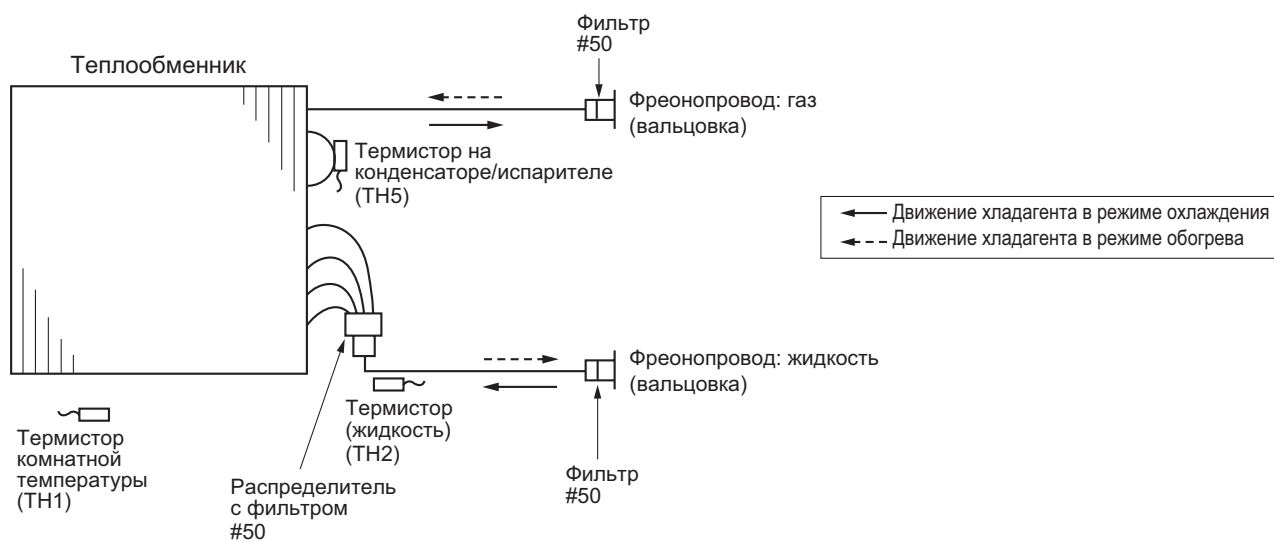 Фильтр
#50
Теплообменник
Фреонопровод: газ
(вальцовка)
Термистор на
конденсаторе/испарителе
(TH5)
Движение хладагента в режиме охлаждения
Движение хладагента в режиме обогрева
Фреонопровод: жидкость
(вальцовка)
Термистор
(жидкость)
(TH2)
Термистор
комнатной
температуры
(TH1)
Распределитель
с фильтром
#50
Фильтр
#50